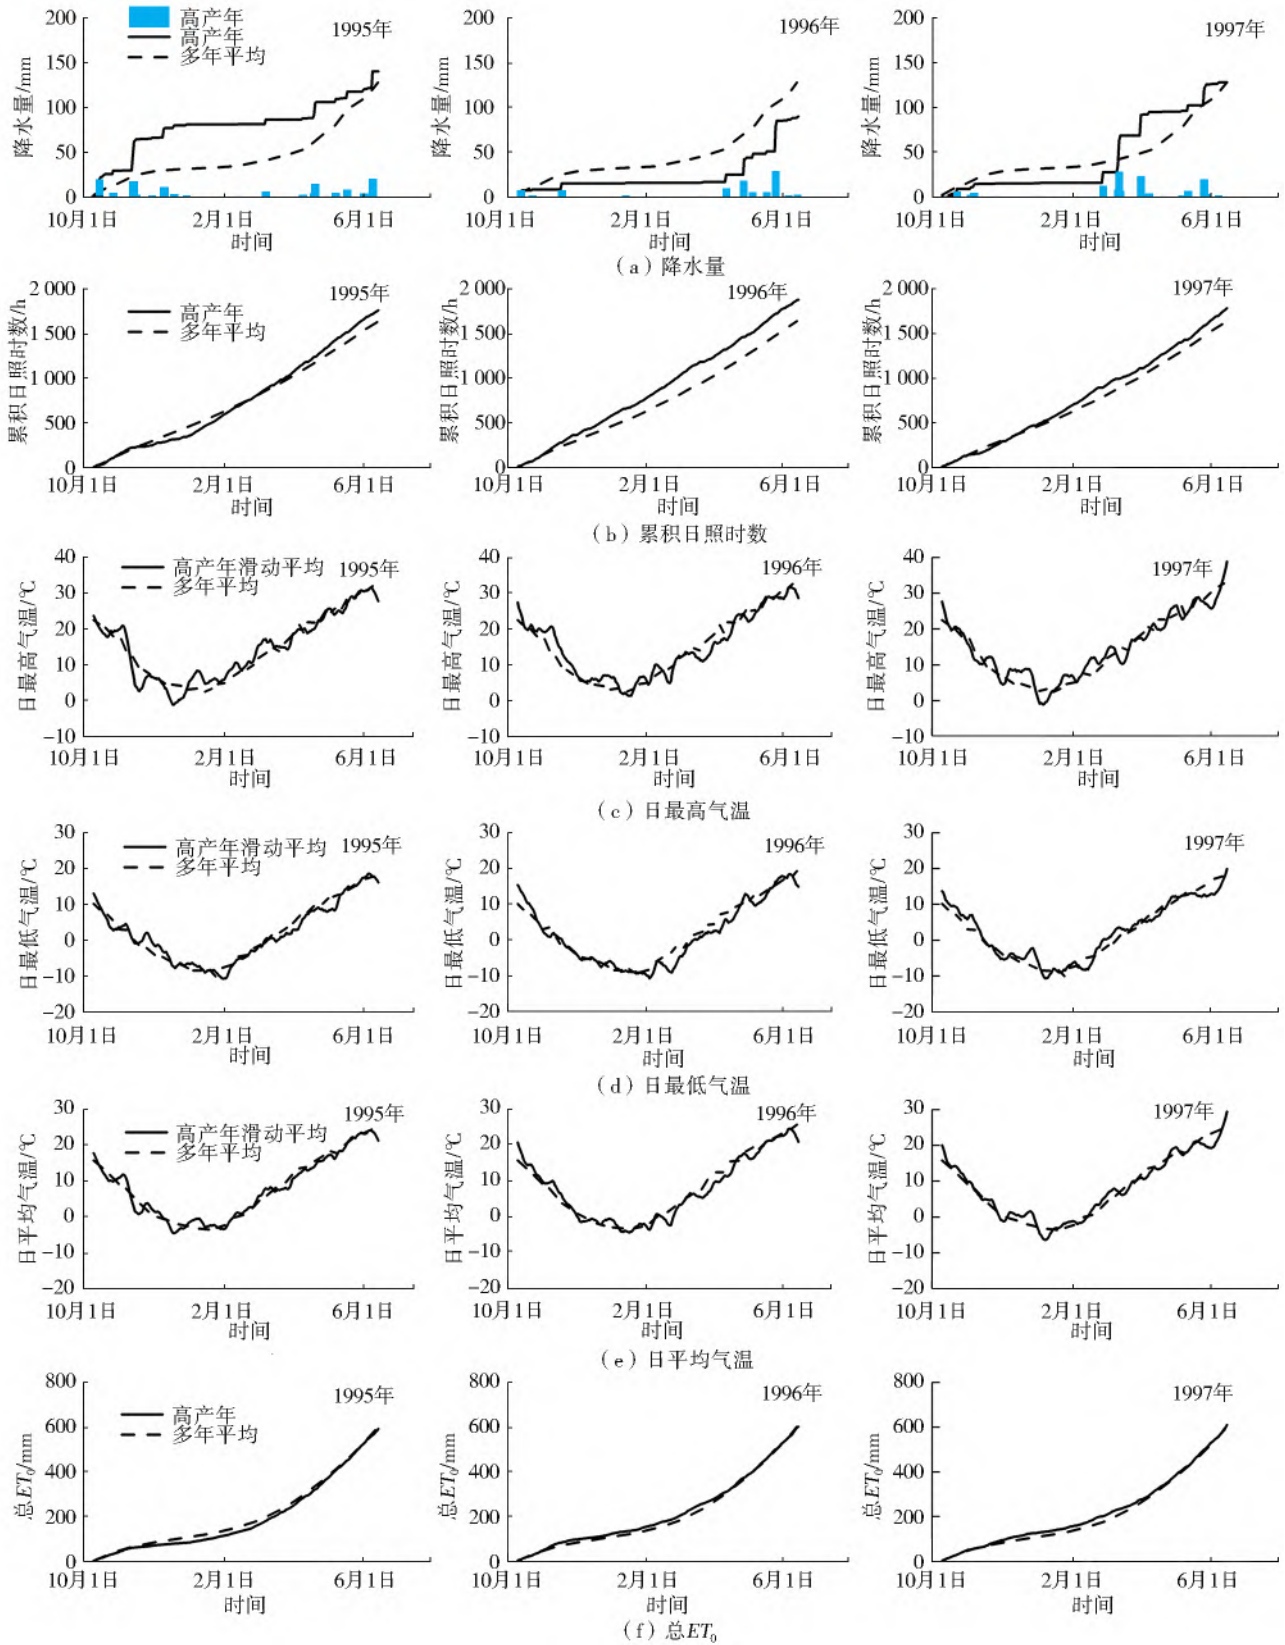 高产年
高产年
多年平均
1995年
1996年
1997年
降水量/mm
200
150
100
50
0
10月1日 2月1日 6月1日
时间
降水量/mm
200
150
100
50
0
10月1日 2月1日 6月1日
时间
降水量/mm
200
150
100
50
0
10月1日 2月1日 6月1日
时间
(a)降水量
高产年
多年平均
1995年
1996年
1997年
累积日照时数/h
2 000
1 500
1 000
500
0
10月1日 2月1日 6月1日
时间
累积日照时数/h
2 000
1 500
1 000
500
0
10月1日 2月1日 6月1日
时间
累积日照时数/h
2 000
1 500
1 000
500
0
10月1日 2月1日 6月1日
时间
(b)累积日照时数
高产年滑动平均
多年平均
1995年
1996年
1997年
日最高气温/℃
40
30
20
10
0
−10
10月1日 2月1日 6月1日
时间
日最高气温/℃
40
30
20
10
0
−10
10月1日 2月1日 6月1日
时间
日最高气温/℃
40
30
20
10
0
−10
10月1日 2月1日 6月1日
时间
(c)日最高气温
高产年滑动平均
多年平均
1995年
1996年
1997年
日最低气温/℃
30
20
10
0
−10
−20
10月1日 2月1日 6月1日
时间
日最低气温/℃
30
20
10
0
−10
−20
10月1日 2月1日 6月1日
时间
日最低气温/℃
30
20
10
0
−10
−20
10月1日 2月1日 6月1日
时间
(d)日最低气温
高产年滑动平均
多年平均
1995年
1996年
1997年
日平均气温/℃
30
20
10
0
−10
−20
10月1日 2月1日 6月1日
时间
日平均气温/℃
30
20
10
0
−10
−20
10月1日 2月1日 6月1日
时间
日平均气温/℃
30
20
10
0
−10
−20
10月1日 2月1日 6月1日
时间
(e)日平均气温
高产年
多年平均
1995年
1996年
1997年
总ET₀/mm
800
600
400
200
0
10月1日 2月1日 6月1日
时间
总ET₀/mm
800
600
400
200
0
10月1日 2月1日 6月1日
时间
总ET₀/mm
800
600
400
200
0
10月1日 2月1日 6月1日
时间
(f)总ET₀